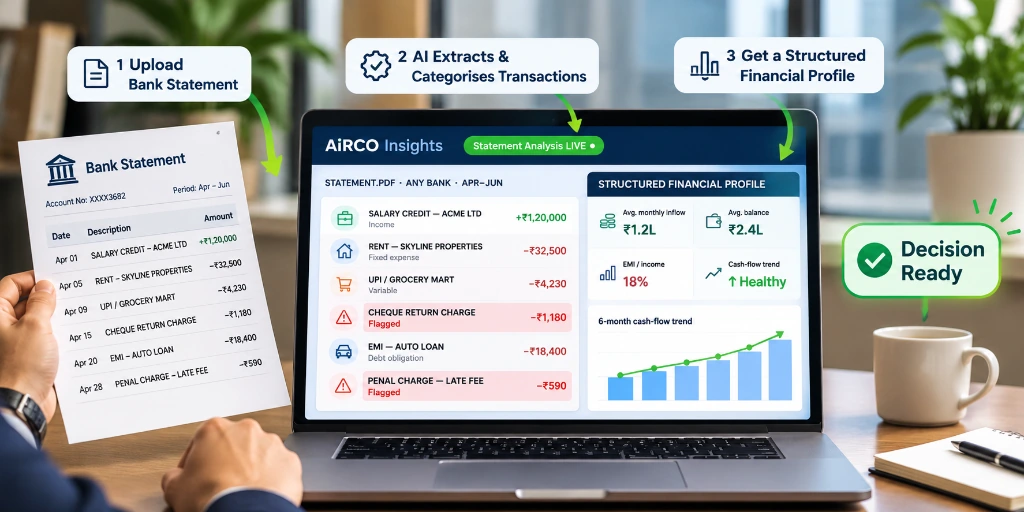 1 Upload
Bank Statement
2 AI Extracts &
Categorises Transactions
3 Get a Structured
Financial Profile
Bank Statement
Account No: XXXX3682
Period: Apr – Jun
Date Description Amount
Apr 01 SALARY CREDIT – ACME LTD +₹1,20,000
Apr 05 RENT – SKYLINE PROPERTIES –₹32,500
Apr 09 UPI / GROCERY MART –₹4,230
Apr 15 CHEQUE RETURN CHARGE –₹1,180
Apr 20 EMI – AUTO LOAN –₹18,400
Apr 28 PENAL CHARGE – LATE FEE –₹590
AiRCO Insights
Statement Analysis LIVE
STATEMENT.PDF · ANY BANK · APR–JUN
SALARY CREDIT — ACME LTD +₹1,20,000
Income
RENT — SKYLINE PROPERTIES –₹32,500
Fixed expense
UPI / GROCERY MART –₹4,230
Variable
CHEQUE RETURN CHARGE –₹1,180
Flagged
EMI — AUTO LOAN –₹18,400
Debt obligation
PENAL CHARGE — LATE FEE –₹590
Flagged
STRUCTURED FINANCIAL PROFILE
Avg. monthly inflow
₹1.2L
Avg. balance
₹2.4L
EMI / income
18%
Cash-flow trend
↑ Healthy
6-month cash-flow trend
Decision
Ready